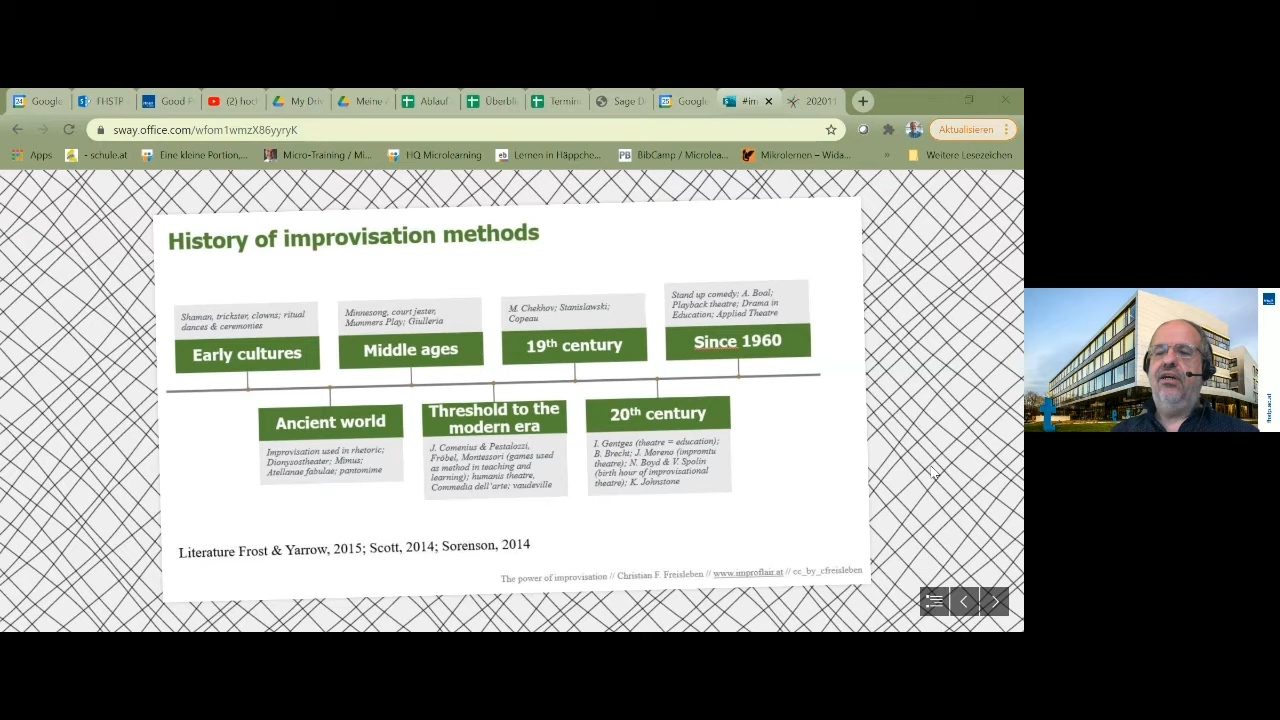 Google
FHSTP
Good P
(2) hoc
My Driv
Meine A
Ablauf
Überbl
Termin
Sage D
Google
#im
202011
sway.office.com/wfom1wmzX86yyryK
Aktualisieren
Apps
- schule.at
Eine kleine Portion,...
Micro-Training / Mi...
HQ Microlearning
Lernen in Häppche...
BibCamp / Microlea...
Mikrolernen – Wida...
»
Weitere Lesezeichen
History of improvisation methods
Shaman, trickster, clowns; ritual
dances & ceremonies
Early cultures
Minnesong, court jester,
Mummers Play; Giulleria
Middle ages
M. Chekhov; Stanislawski;
Copeau
19th century
Stand up comedy; A. Boal;
Playback theatre; Drama in
Education; Applied Theatre
Since 1960
Ancient world
Improvisation used in rhetoric;
Dionysostheater; Mimus;
Atellanae fabulae; pantomime
Threshold to the
modern era
J. Comenius & Pestalozzi,
Fröbel, Montessori (games used
as method in teaching and
learning); humanis theatre,
Commedia dell'arte; vaudeville
20th century
I. Gentges (theatre = education);
B. Brecht; J. Moreno (impromtu
theatre); N. Boyd & V. Spolin
(birth hour of improvisational
theatre); K. Johnstone
Literature Frost & Yarrow, 2015; Scott, 2014; Sorenson, 2014
The power of improvisation // Christian F. Freisleben // www.improflair.at // cc_by_cfreisleben
fhstp.ac.at